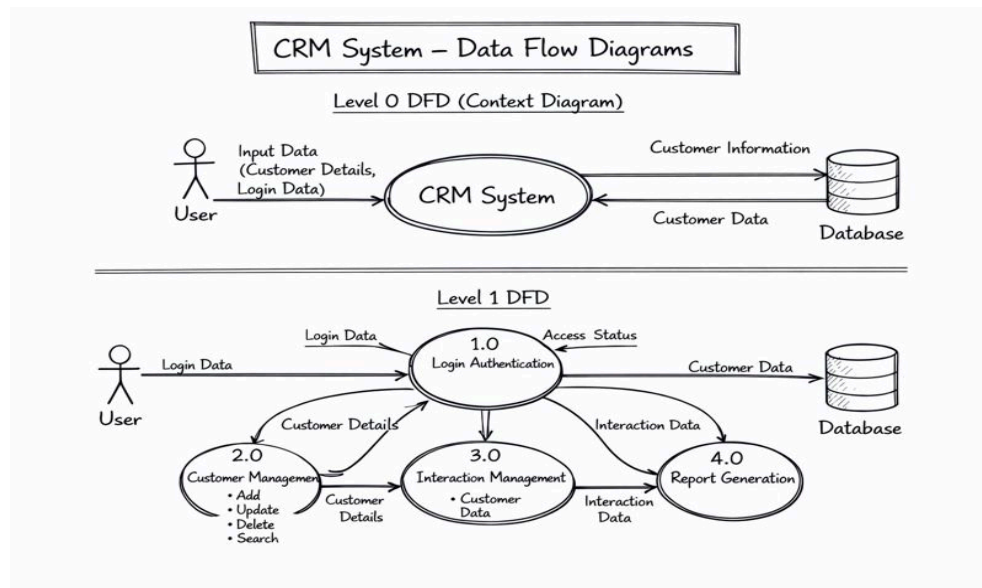 CRM System – Data Flow Diagrams
Level 0 DFD (Context Diagram)
Input Data
(Customer Details,
Login Data)
User
CRM System
Customer Information
Customer Data
Database
Level 1 DFD
Login Data
User
Login Data
1.0
Login Authentication
Access Status
Customer Data
Database
Customer Details
Interaction Data
2.0
Customer Managemen
• Add
• Update
• Delete
• Search
Customer
Details
3.0
Interaction Management
• Customer
Data
Interaction
Data
4.0
Report Generation